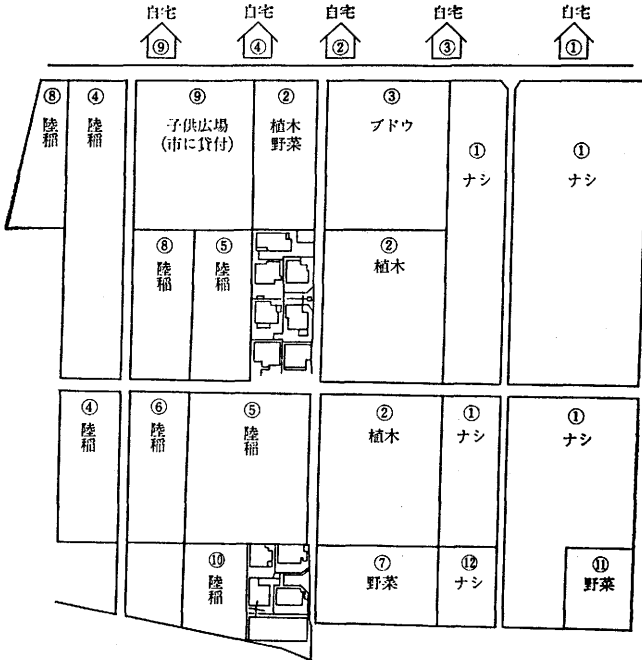 自宅 自宅 自宅 自宅 自宅
⑨ ④ ② ③ ①
⑧
陸稲
④
陸稲
⑨
子供広場
(市に貸付)
②
植木
野菜
③
ブドウ
①
ナシ
①
ナシ
⑧
陸稲
⑤
陸稲
②
植木
④
陸稲
⑥
陸稲
⑤
陸稲
②
植木
①
ナシ
①
ナシ
⑩
陸稲
⑦
野菜
⑫
ナシ
⑪
野菜